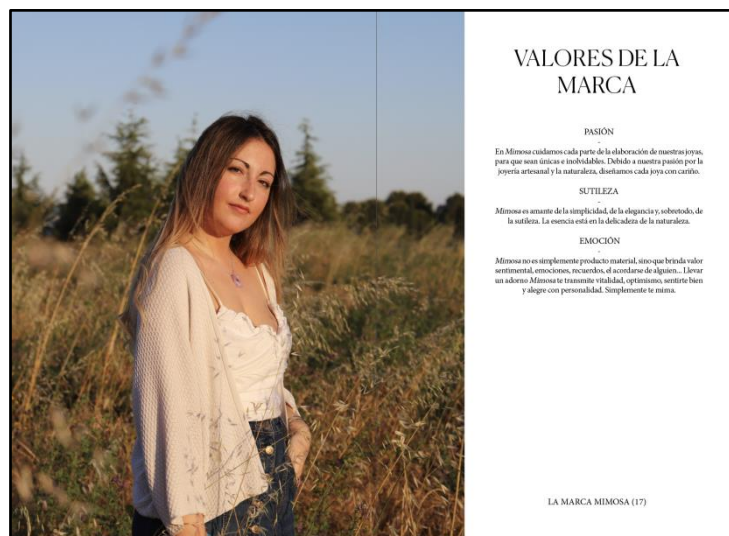 VALORES DE LA
MARCA
PASIÓN
-
En Mimosa cuidamos cada parte de la elaboración de nuestras joyas,
para que sean únicas e inolvidables. Debido a nuestra pasión por la
joyería artesanal y la naturaleza, diseñamos cada joya con cariño.
SUTILEZA
-
Mimosa es amante de la simplicidad, de la elegancia y, sobretodo, de
la sutileza. La esencia está en la delicadeza de la naturaleza.
EMOCIÓN
-
Mimosa no es simplemente producto material, sino que brinda valor
sentimental, emociones, recuerdos, el acordarse de alguien... Llevar
un adorno Mimosa te transmite vitalidad, optimismo, sentirte bien
y alegre con personalidad. Simplemente te mima.
LA MARCA MIMOSA (17)